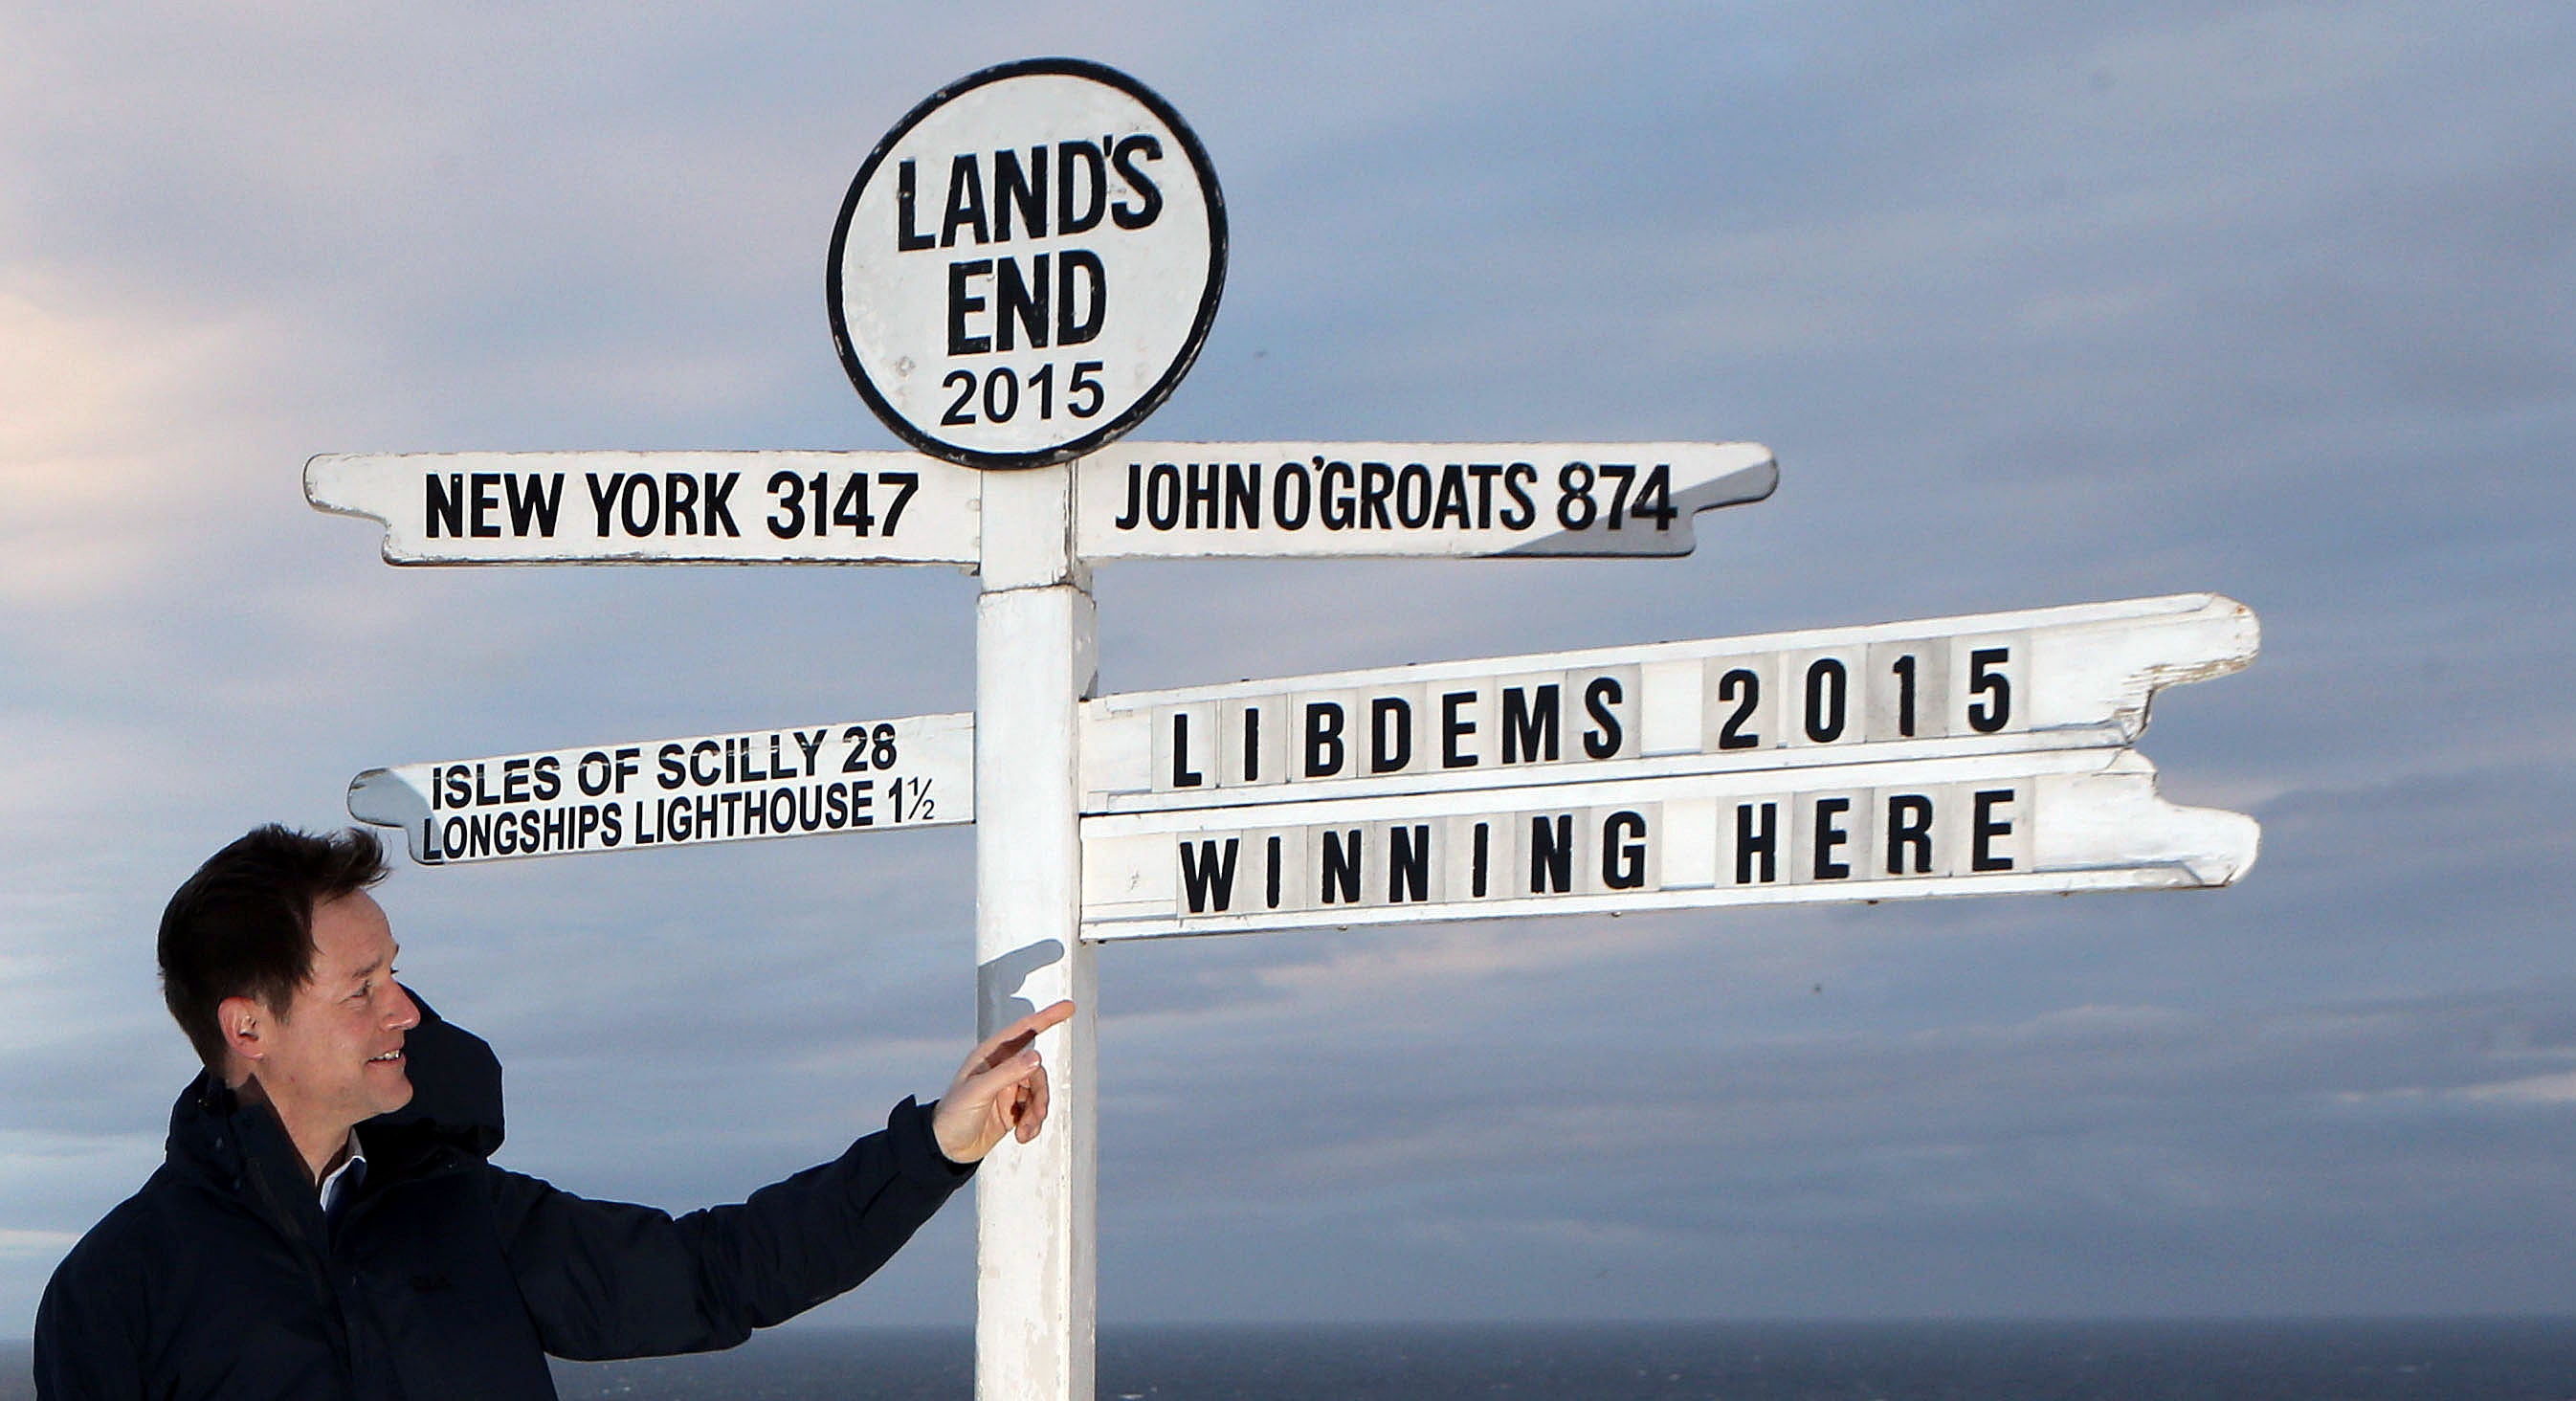 LAND'S
END
2015
NEW YORK 3147
JOHN O'GROATS 874
ISLES OF SCILLY 28
LONGSHIPS LIGHTHOUSE 1½
LIBDEMS 2015
WINNING HERE